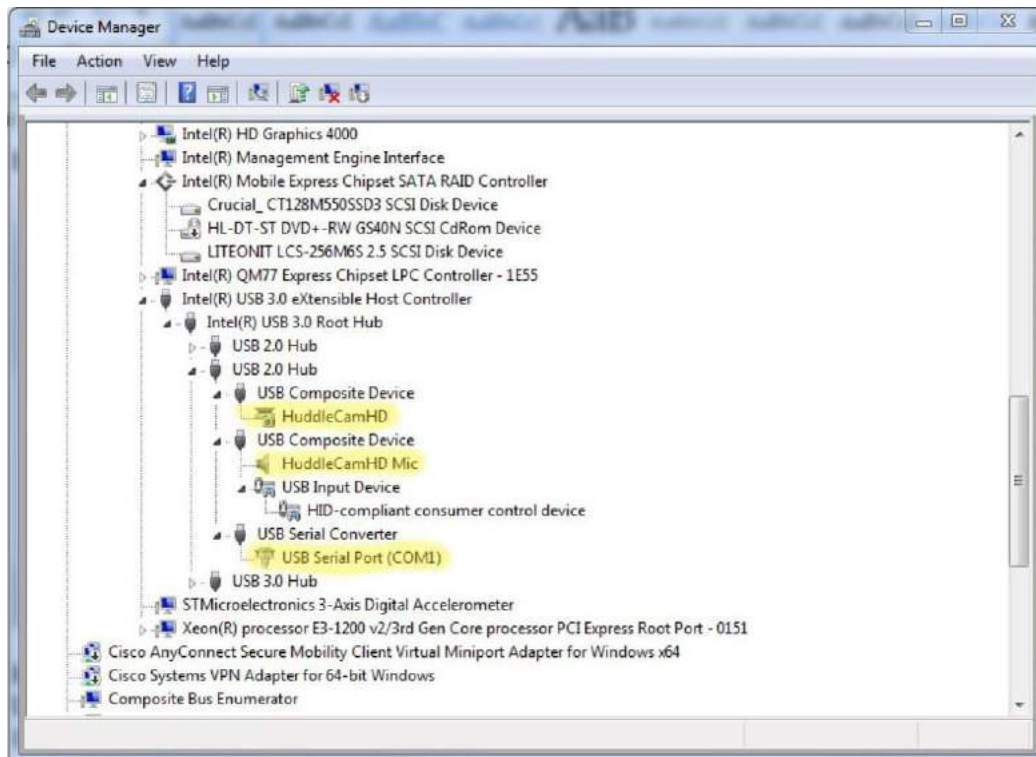 Device Manager
File Action View Help
Intel(R) HD Graphics 4000
Intel(R) Management Engine Interface
Intel(R) Mobile Express Chipset SATA RAID Controller
Crucial_ CT128M550SSD3 SCSI Disk Device
HL-DT-ST DVD+-RW GS40N SCSI CdRom Device
LITEONIT LCS-256M6S 2.5 SCSI Disk Device
Intel(R) QM77 Express Chipset LPC Controller - 1E55
Intel(R) USB 3.0 eXtensible Host Controller
Intel(R) USB 3.0 Root Hub
USB 2.0 Hub
USB 2.0 Hub
USB Composite Device
HuddleCamHD
USB Composite Device
HuddleCamHD Mic
USB Input Device
HID-compliant consumer control device
USB Serial Converter
USB Serial Port (COM1)
USB 3.0 Hub
STMicroelectronics 3-Axis Digital Accelerometer
Xeon(R) processor E3-1200 v2/3rd Gen Core processor PCI Express Root Port - 0151
Cisco AnyConnect Secure Mobility Client Virtual Miniport Adapter for Windows x64
Cisco Systems VPN Adapter for 64-bit Windows
Composite Bus Enumerator